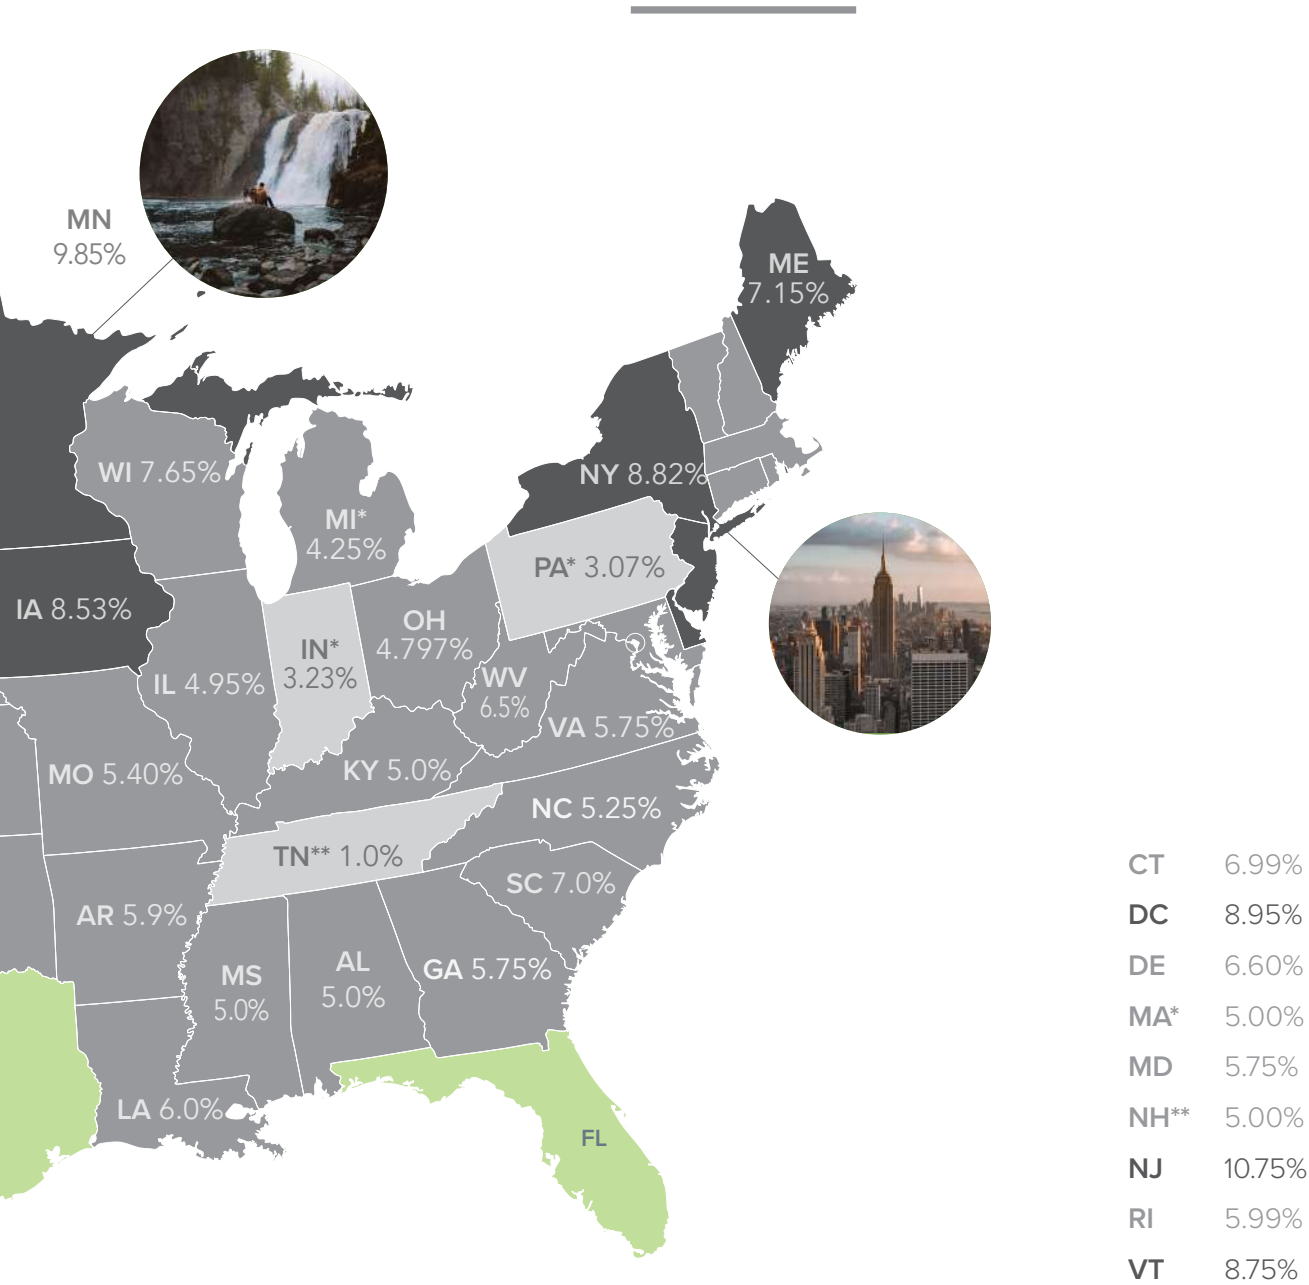 MN
9.85%
ME
7.15%
WI 7.65%
NY 8.82%
MI*
4.25%
PA* 3.07%
IA 8.53%
OH
4.797%
IN*
3.23%
IL 4.95%
WV
6.5%
VA 5.75%
MO 5.40%
KY 5.0%
NC 5.25%
TN** 1.0%
SC 7.0%
AR 5.9%
MS
5.0%
AL
5.0%
GA 5.75%
LA 6.0%
FL
CT 6.99%
DC 8.95%
DE 6.60%
MA* 5.00%
MD 5.75%
NH** 5.00%
NJ 10.75%
RI 5.99%
VT 8.75%